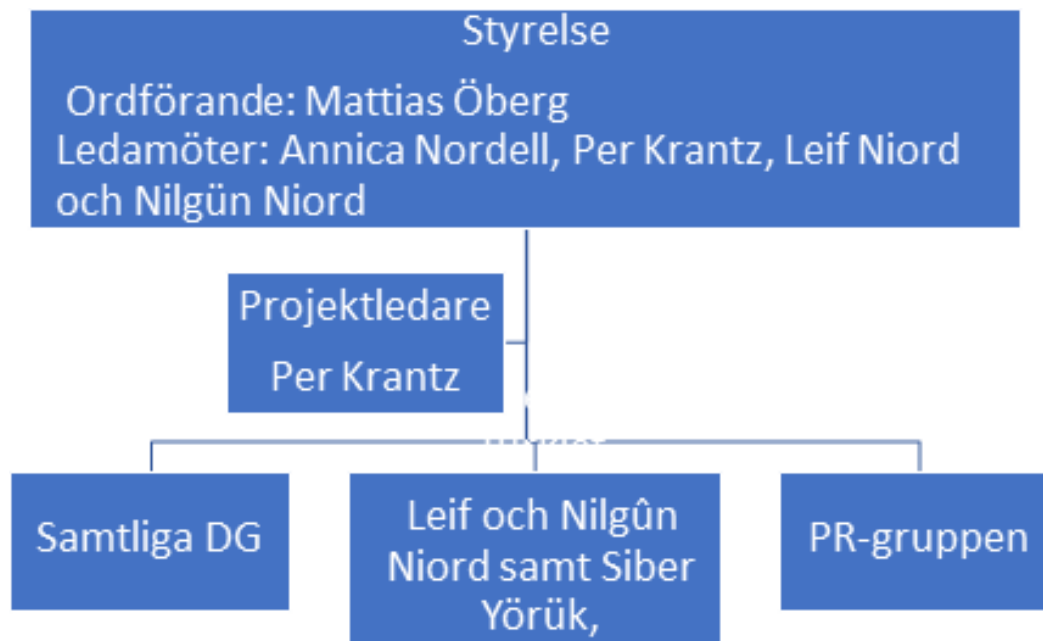 Styrelse
Ordförande: Mattias Öberg
Ledamöter: Annica Nordell, Per Krantz, Leif Niord
och Nilgün Niord
Projektledare
Per Krantz
Samtliga DG
Leif och Nilgûn
Niord samt Siber
Yörük,
PR-gruppen